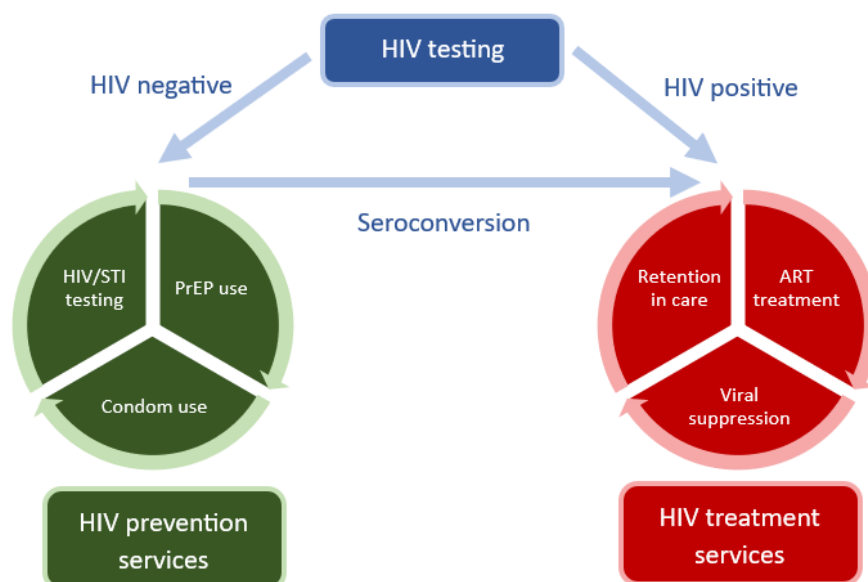 HIV testing
HIV negative
HIV positive
Seroconversion
HIV/STI
testing
PrEP use
Condom use
Retention
in care
ART
treatment
Viral
suppression
HIV prevention
services
HIV treatment
services